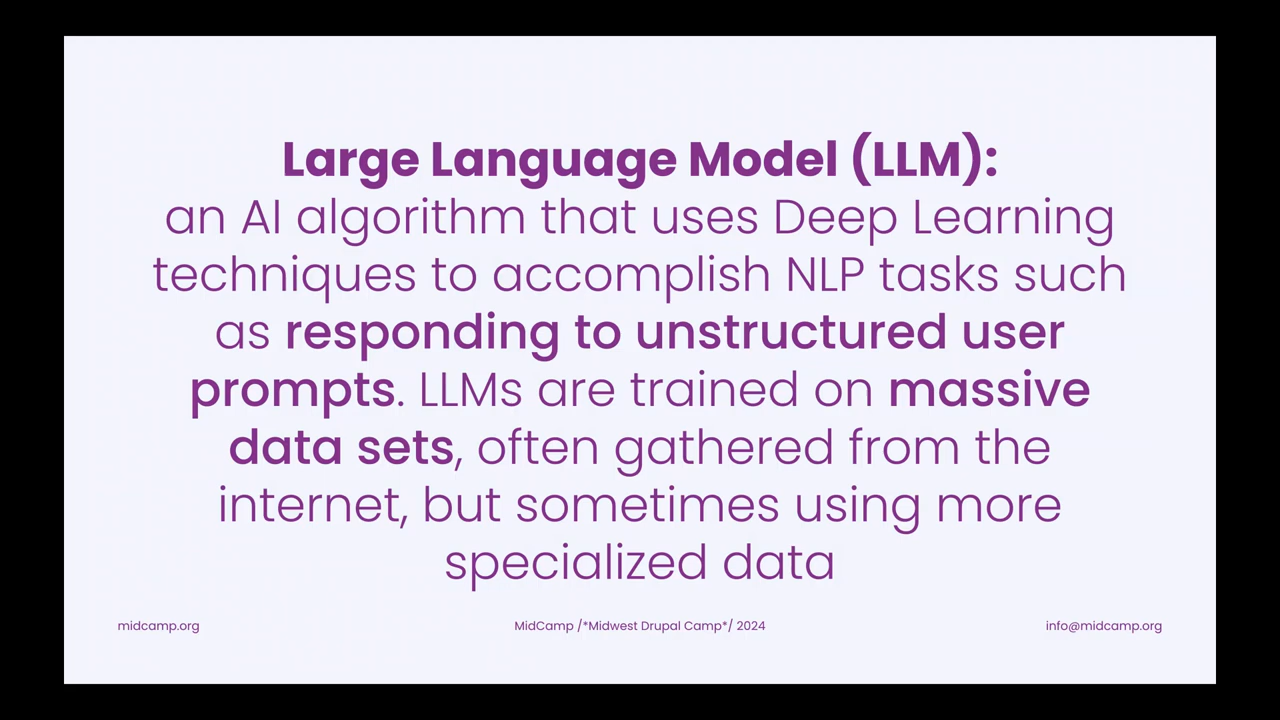 Large Language Model (LLM):
an AI algorithm that uses Deep Learning
techniques to accomplish NLP tasks such
as responding to unstructured user
prompts. LLMs are trained on massive
data sets, often gathered from the
internet, but sometimes using more
specialized data
midcamp.org
MidCamp /*Midwest Drupal Camp*/ 2024
info@midcamp.org